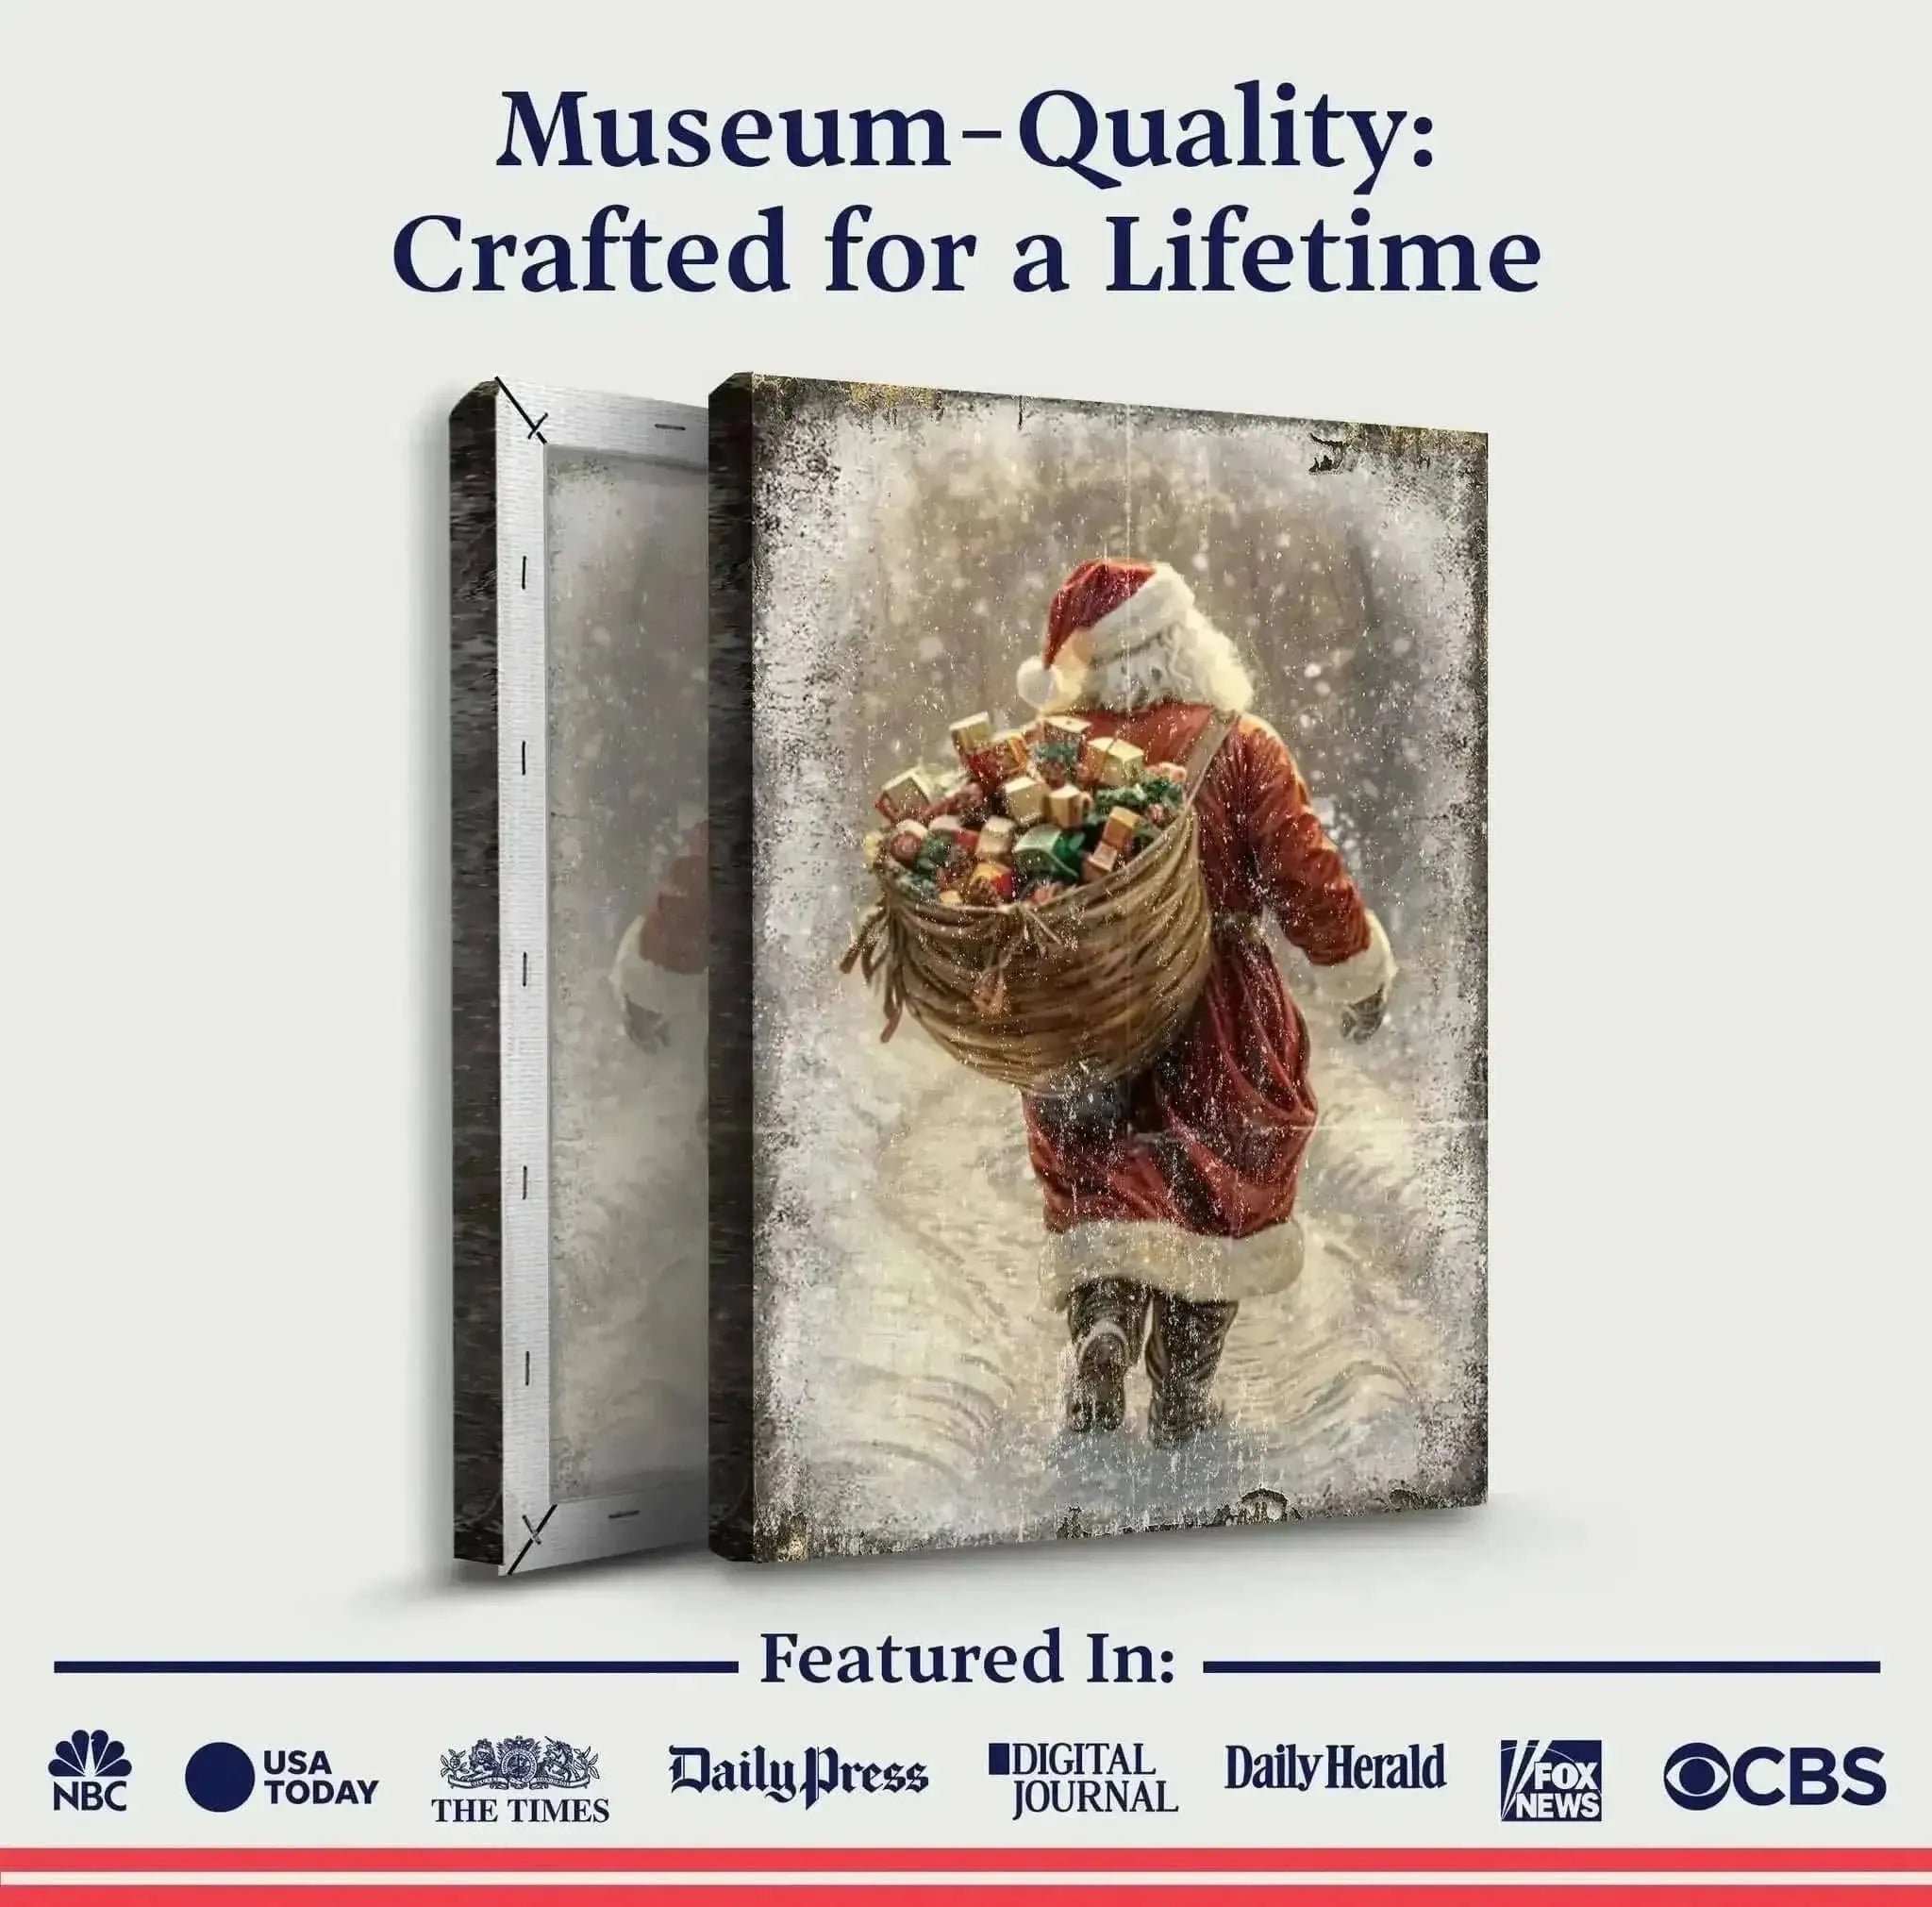 Museum-Quality:
Crafted for a Lifetime
Featured In:
NBC
USA
TODAY
THE TIMES
Daily Press
DIGITAL
JOURNAL
Daily Herald
FOX
NEWS
CBS